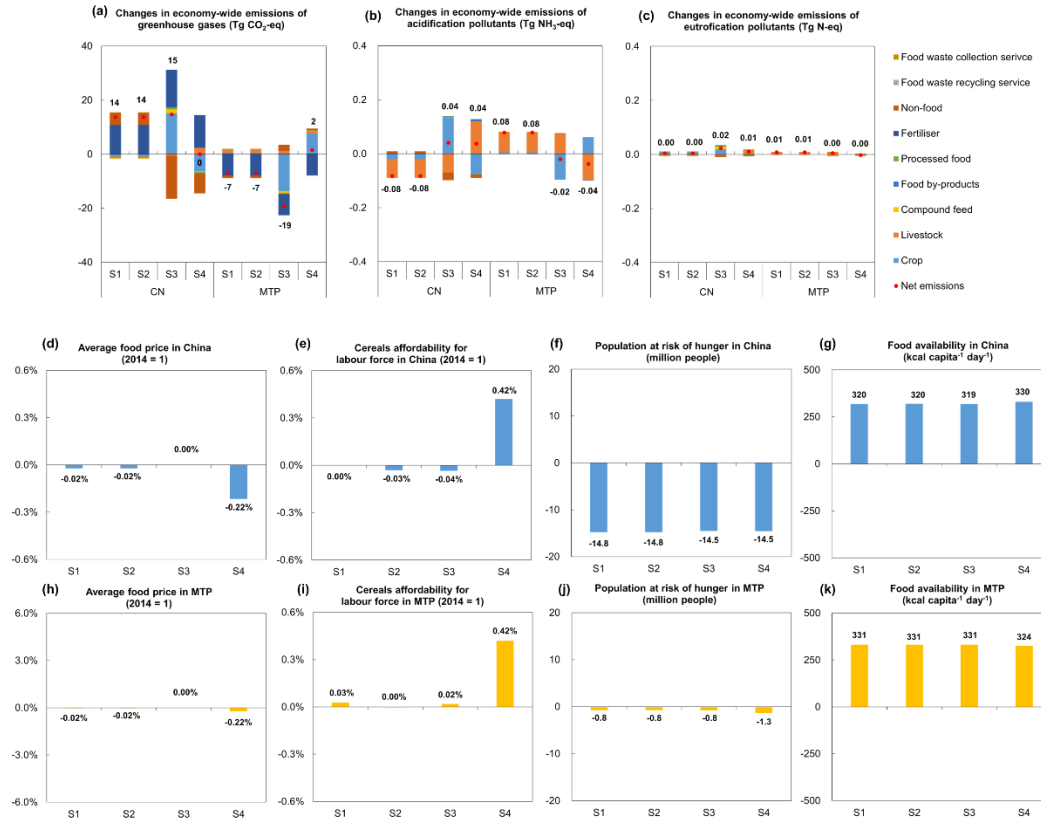 (a) Changes in economy-wide emissions of
greenhouse gases (Tg CO₂-eq)
40
20
0
-20
-40
14
14
15
0
-7
-7
-19
2
S1 S2 S3 S4 S1 S2 S3 S4
CN MTP
(b) Changes in economy-wide emissions of
acidification pollutants (Tg NH₃-eq)
0.4
0.2
0.0
-0.2
-0.4
-0.08
-0.08
0.04
0.04
0.08
0.08
-0.02
-0.04
S1 S2 S3 S4 S1 S2 S3 S4
CN MTP
(c) Changes in economy-wide emissions of
eutrofication pollutants (Tg N-eq)
0.4
0.2
0.0
-0.2
-0.4
0.00
0.00
0.02
0.01
0.01
0.01
0.00
0.00
S1 S2 S3 S4 S1 S2 S3 S4
CN MTP
Food waste collection serivce
Food waste recycling service
Non-food
Fertiliser
Processed food
Food by-products
Compound feed
Livestock
Crop
Net emissions
(d) Average food price in China
(2014 = 1)
0.6%
0.3%
0.0%
-0.3%
-0.6%
-0.02%
-0.02%
0.00%
-0.22%
S1 S2 S3 S4
(e) Cereals affordability for
labour force in China (2014 = 1)
0.6%
0.3%
0.0%
-0.3%
-0.6%
0.00%
-0.03%
-0.04%
0.42%
S1 S2 S3 S4
(f) Population at risk of hunger in China
(million people)
20
10
0
-10
-20
-14.8
-14.8
-14.5
-14.5
S1 S2 S3 S4
(g) Food availability in China
(kcal capita⁻¹ day⁻¹)
500
250
0
-250
-500
320
320
319
330
S1 S2 S3 S4
(h) Average food price in MTP
(2014 = 1)
6.0%
3.0%
0.0%
-3.0%
-6.0%
-0.02%
-0.02%
0.00%
-0.22%
S1 S2 S3 S4
(i) Cereals affordability for
labour force in MTP (2014 = 1)
0.6%
0.3%
0.0%
-0.3%
-0.6%
0.03%
0.00%
0.02%
0.42%
S1 S2 S3 S4
(j) Population at risk of hunger in MTP
(million people)
20
10
0
-10
-20
-0.8
-0.8
-0.8
-1.3
S1 S2 S3 S4
(k) Food availability in MTP
(kcal capita⁻¹ day⁻¹)
500
250
0
-250
-500
331
331
331
324
S1 S2 S3 S4